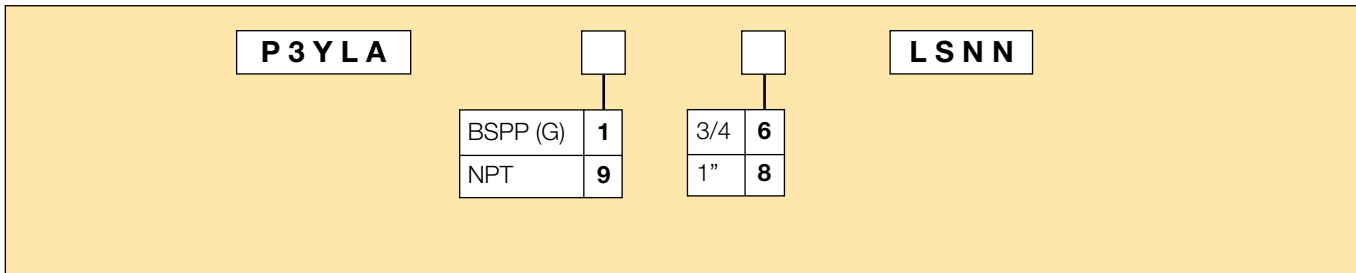 P3YLA LSNN
BSPP (G) 1 3/4 6
NPT 9 1” 8